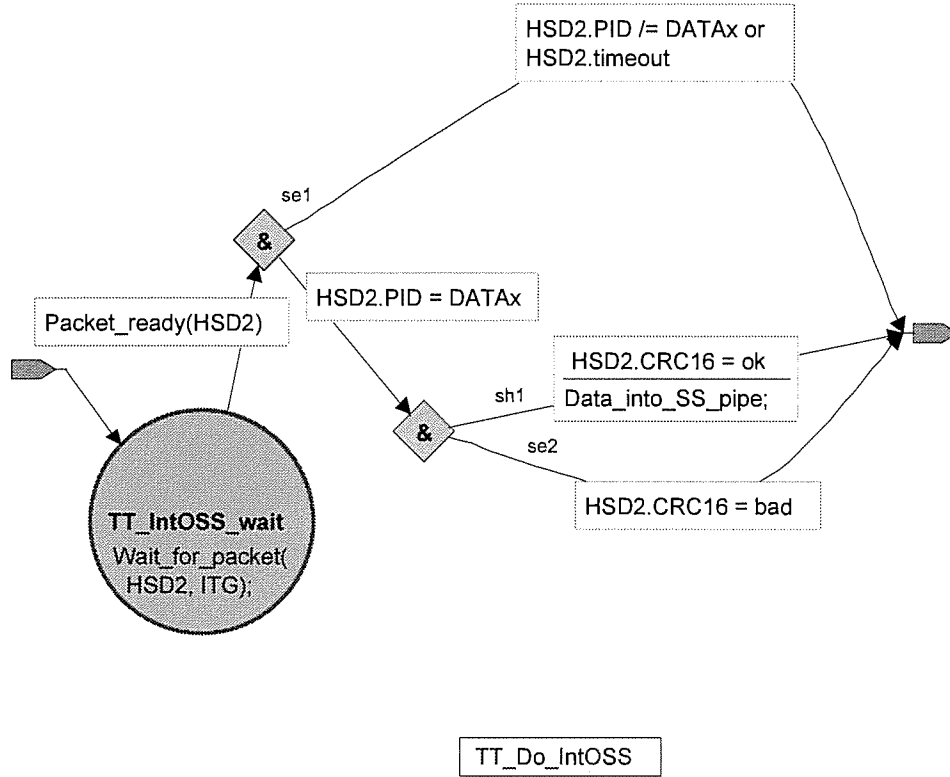 HSD2.PID /= DATAx or
HSD2.timeout
se1
&
HSD2.PID = DATAx
Packet_ready(HSD2)
HSD2.CRC16 = ok
Data_into_SS_pipe;
sh1
&
se2
HSD2.CRC16 = bad
TT_IntOSS_wait
Wait_for_packet(
HSD2, ITG);
TT_Do_IntOSS